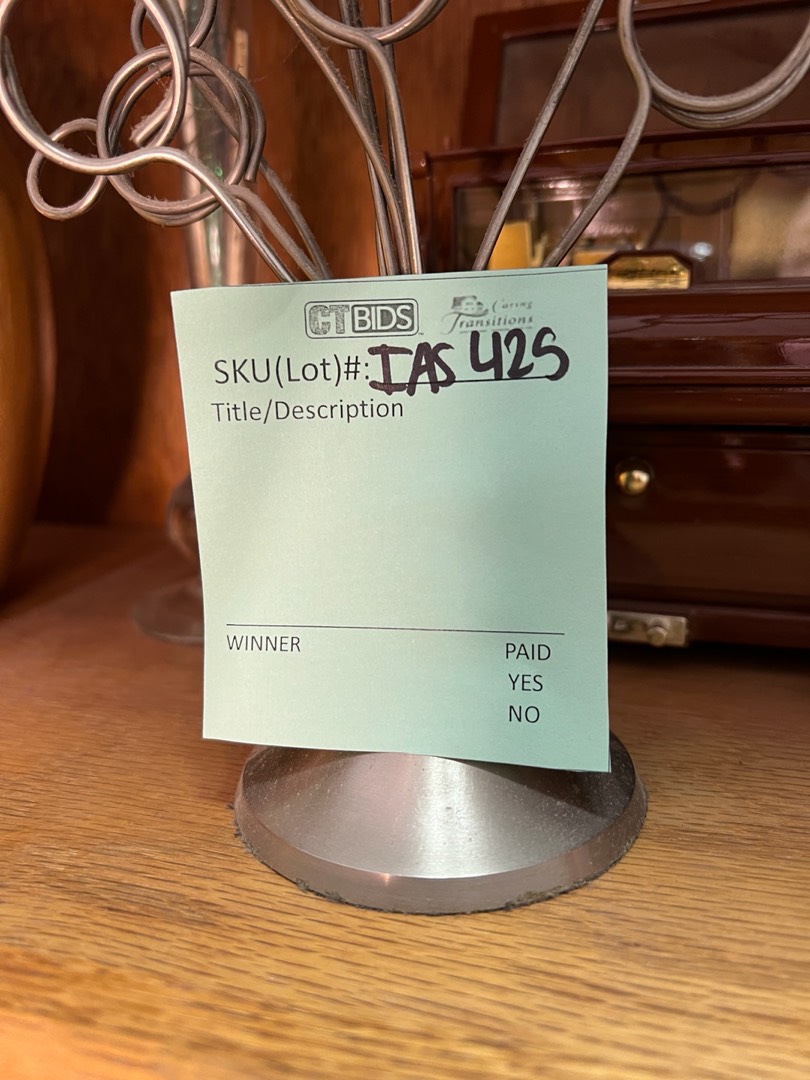 CTBIDS Caring Transitions
SKU(Lot)#: IAS 425
Title/Description
WINNER PAID
YES
NO